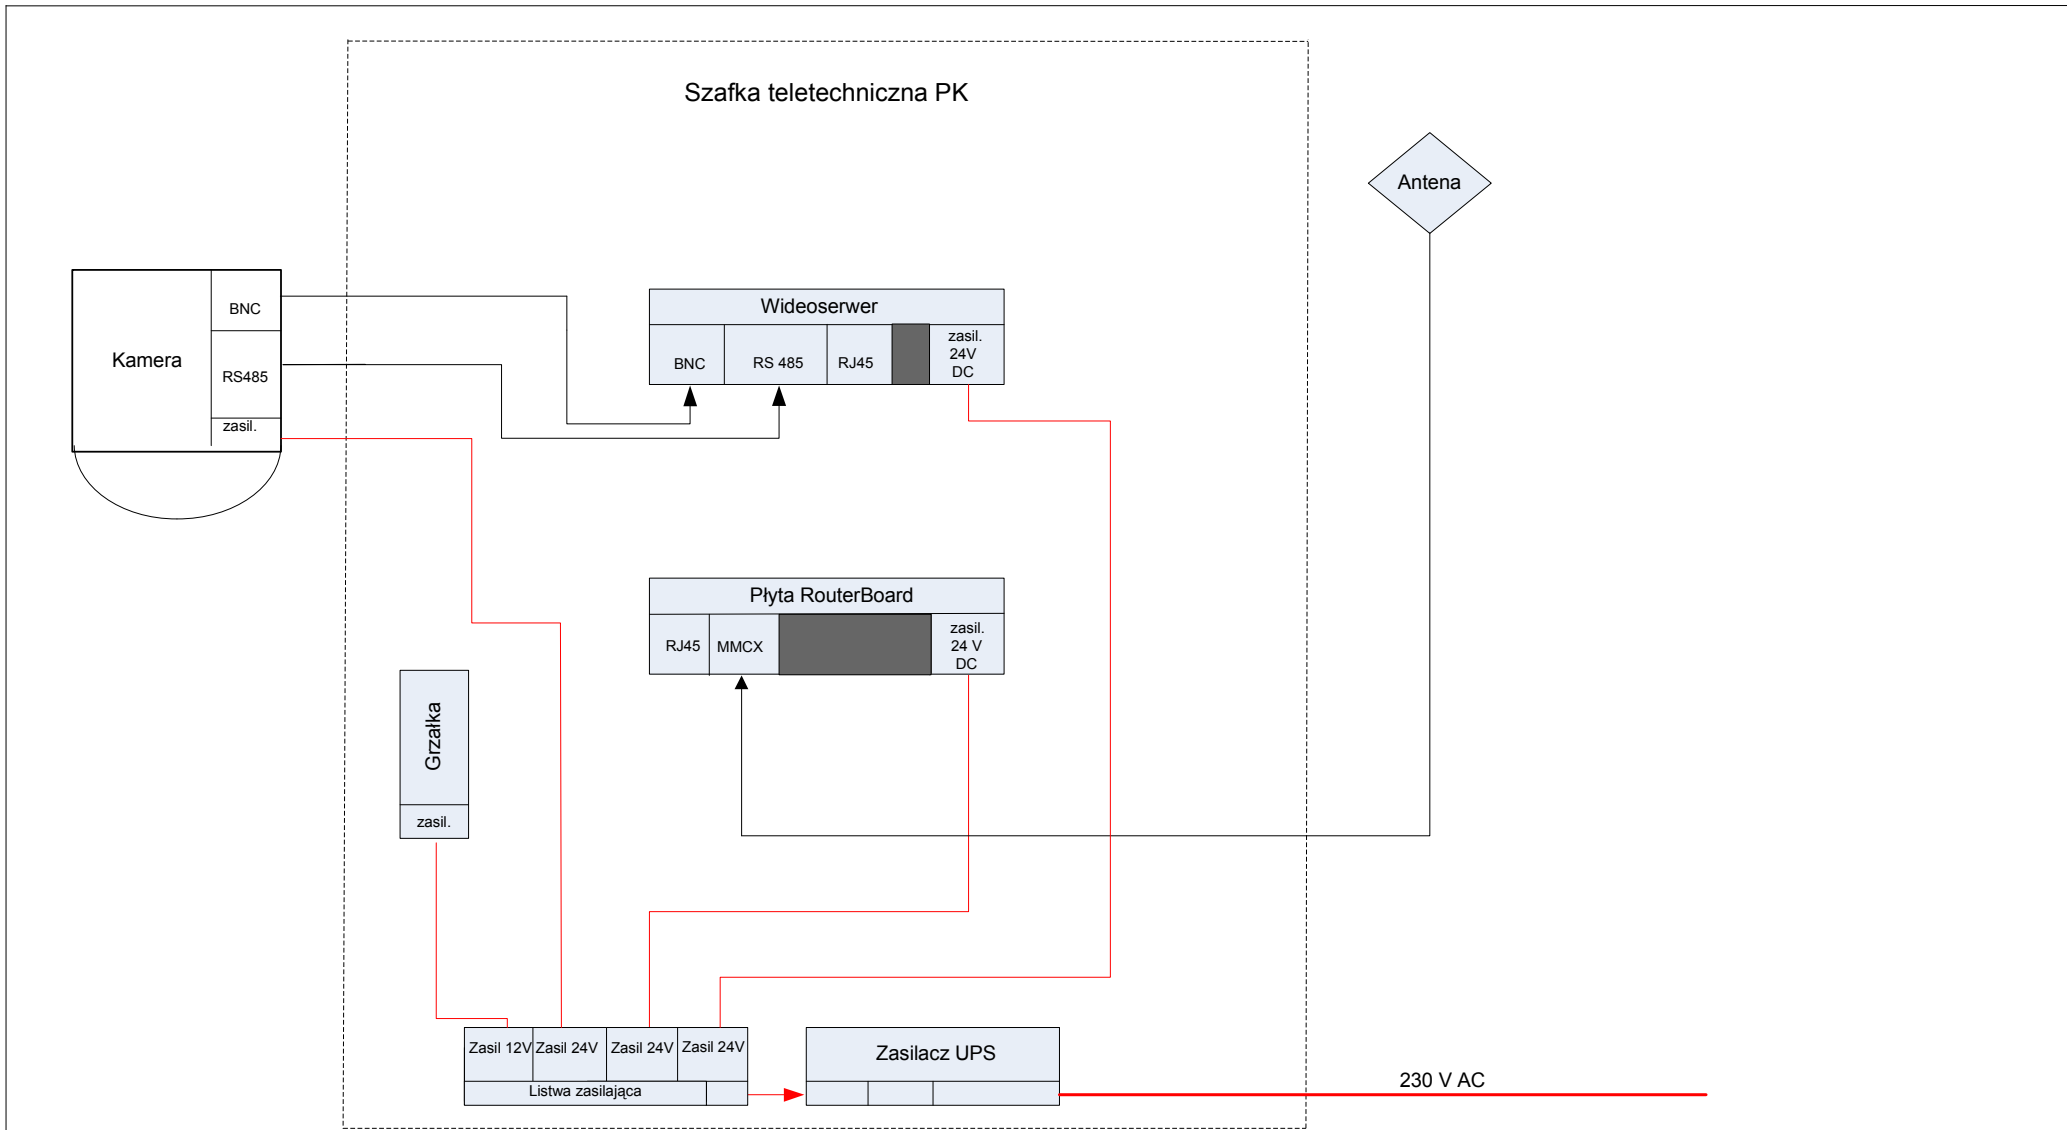 Szafka teletechniczna PK
Antena
Kamera
BNC
RS485
zasil.
Wideoserwer
BNC
RS 485
RJ45
zasil.
24V
DC
Płyta RouterBoard
RJ45
MMCX
zasil.
24 V
DC
Grzałka
zasil.
Zasil 12V
Zasil 24V
Zasil 24V
Zasil 24V
Listwa zasilająca
Zasilacz UPS
230 V AC